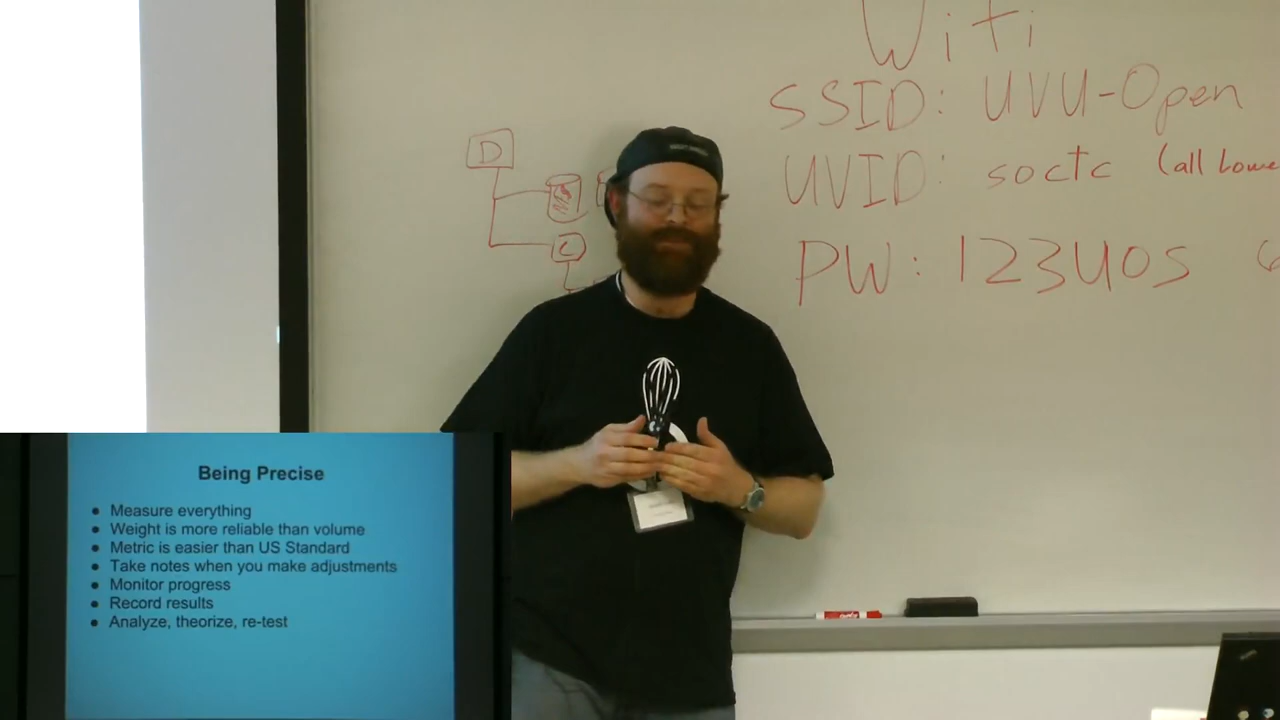 WiFi
SSID: UVU-Open
UVID: soctc (all Lowe
PW: 123UOS
D
C
Being Precise
● Measure everything
● Weight is more reliable than volume
● Metric is easier than US Standard
● Take notes when you make adjustments
● Monitor progress
● Record results
● Analyze, theorize, re-test